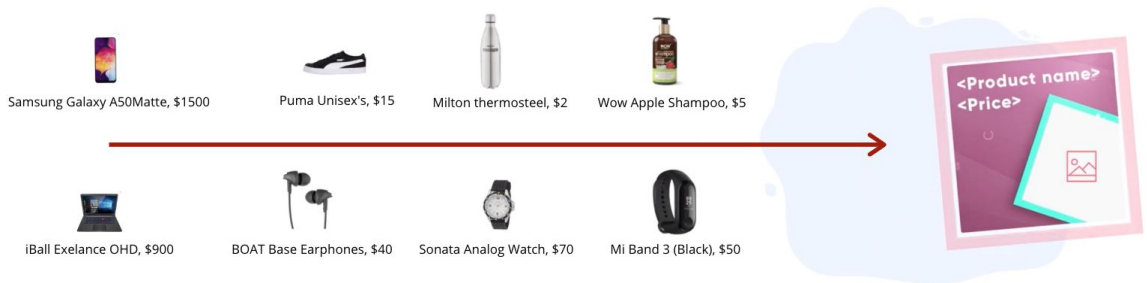 Samsung Galaxy A50Matte, $1500
Puma Unisex's, $15
Milton thermosteel, $2
Wow Apple Shampoo, $5
<Product name>
<Price>
iBall Exelance OHD, $900
BOAT Base Earphones, $40
Sonata Analog Watch, $70
Mi Band 3 (Black), $50